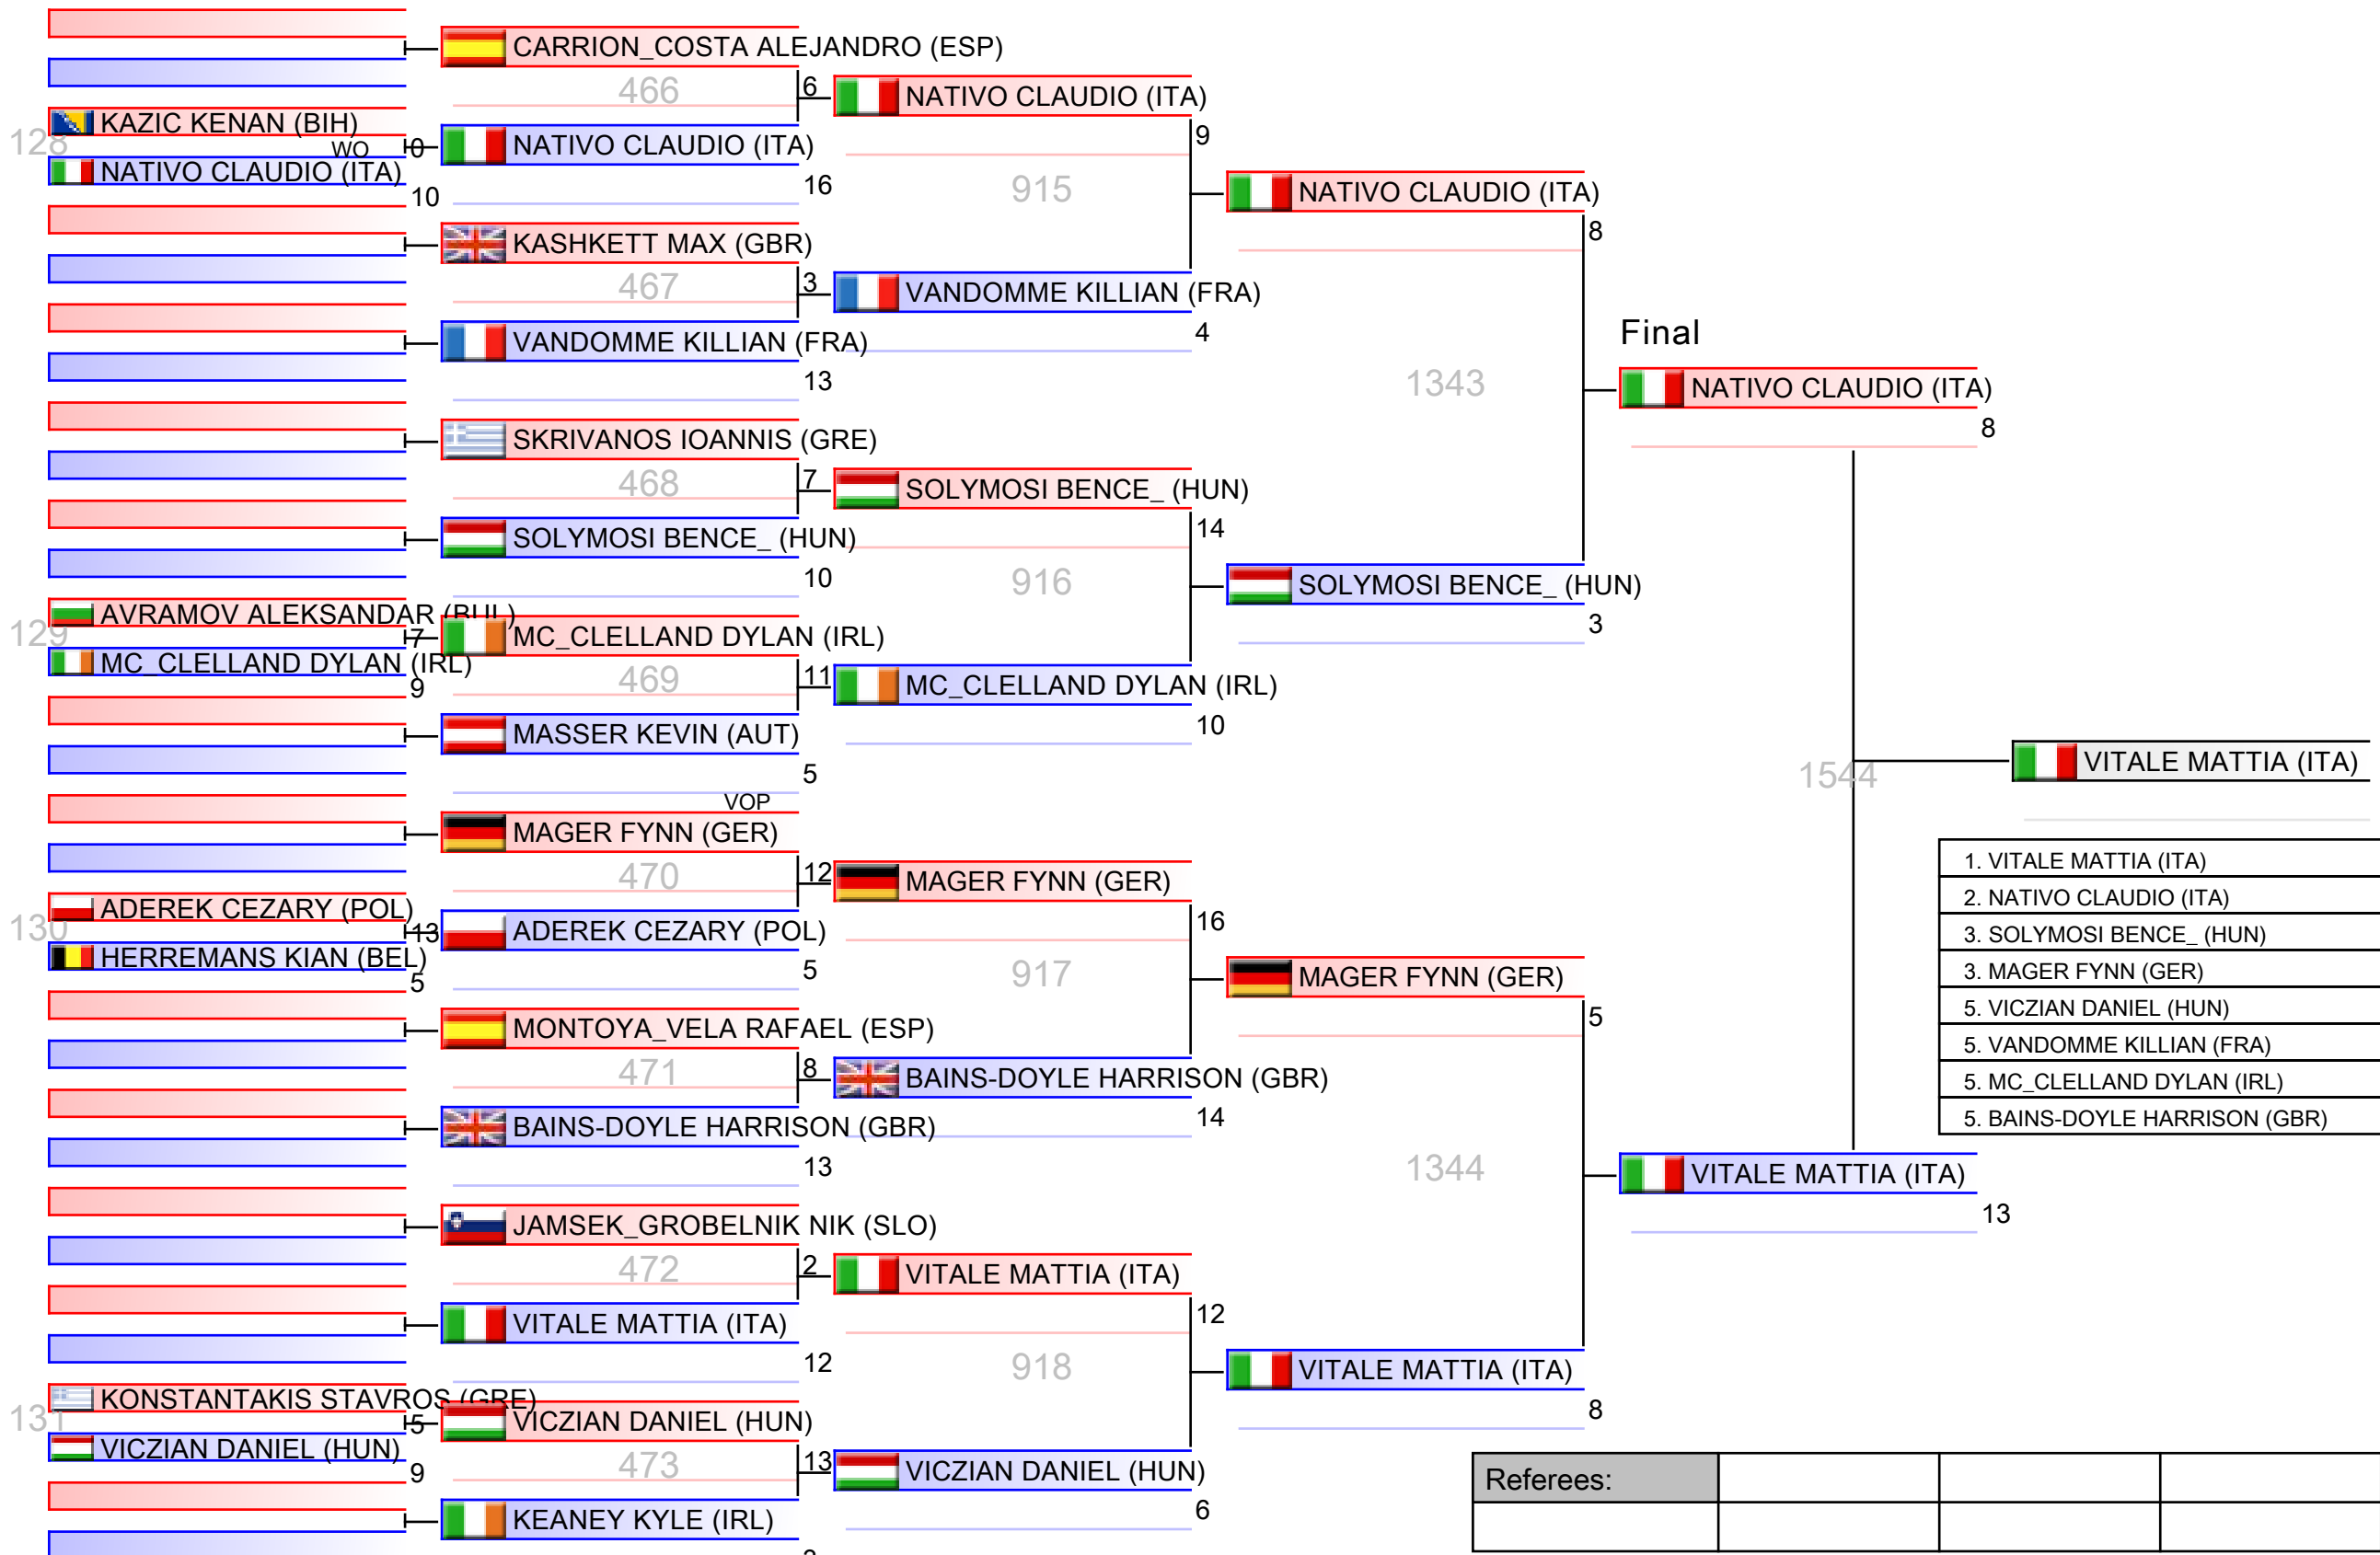 128
KAZIC KENAN (BIH)
WO
0
NATIVO CLAUDIO (ITA)
10
129
AVRAMOV ALEKSANDAR (BUL)
7
MC_CLELLAND DYLAN (IRL)
9
130
ADEREK CEZARY (POL)
13
HERREMANS KIAN (BEL)
5
131
KONSTANTAKIS STAVROS (GRE)
5
VICZIAN DANIEL (HUN)
9
CARRION_COSTA ALEJANDRO (ESP)
466
6
NATIVO CLAUDIO (ITA)
16
KASHKETT MAX (GBR)
467
3
VANDOMME KILLIAN (FRA)
13
SKRIVANOS IOANNIS (GRE)
468
7
SOLYMOSI BENCE_ (HUN)
10
MC_CLELLAND DYLAN (IRL)
469
11
MASSER KEVIN (AUT)
5
VOP
MAGER FYNN (GER)
470
12
ADEREK CEZARY (POL)
5
MONTOYA_VELA RAFAEL (ESP)
471
8
BAINS-DOYLE HARRISON (GBR)
13
JAMSEK_GROBELNIK NIK (SLO)
472
2
VITALE MATTIA (ITA)
12
VICZIAN DANIEL (HUN)
473
13
KEANEY KYLE (IRL)
NATIVO CLAUDIO (ITA)
9
915
VANDOMME KILLIAN (FRA)
4
SOLYMOSI BENCE_ (HUN)
14
916
MC_CLELLAND DYLAN (IRL)
10
MAGER FYNN (GER)
16
917
BAINS-DOYLE HARRISON (GBR)
14
VITALE MATTIA (ITA)
12
918
VICZIAN DANIEL (HUN)
6
NATIVO CLAUDIO (ITA)
8
1343
SOLYMOSI BENCE_ (HUN)
3
MAGER FYNN (GER)
5
1344
VITALE MATTIA (ITA)
8
Final
NATIVO CLAUDIO (ITA)
8
1544
VITALE MATTIA (ITA)
13
VITALE MATTIA (ITA)
1. VITALE MATTIA (ITA)
2. NATIVO CLAUDIO (ITA)
3. SOLYMOSI BENCE_ (HUN)
3. MAGER FYNN (GER)
5. VICZIAN DANIEL (HUN)
5. VANDOMME KILLIAN (FRA)
5. MC_CLELLAND DYLAN (IRL)
5. BAINS-DOYLE HARRISON (GBR)
Referees: